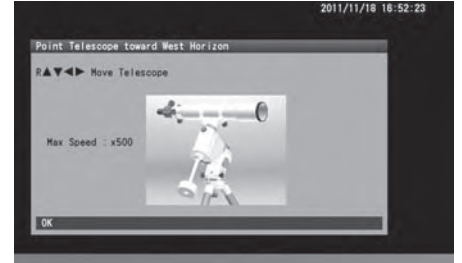 2011/11/18 16:52:23
Point Telescope toward West Horizon
R▲▼◀▶ Move Telescope
Max Speed : x500
OK